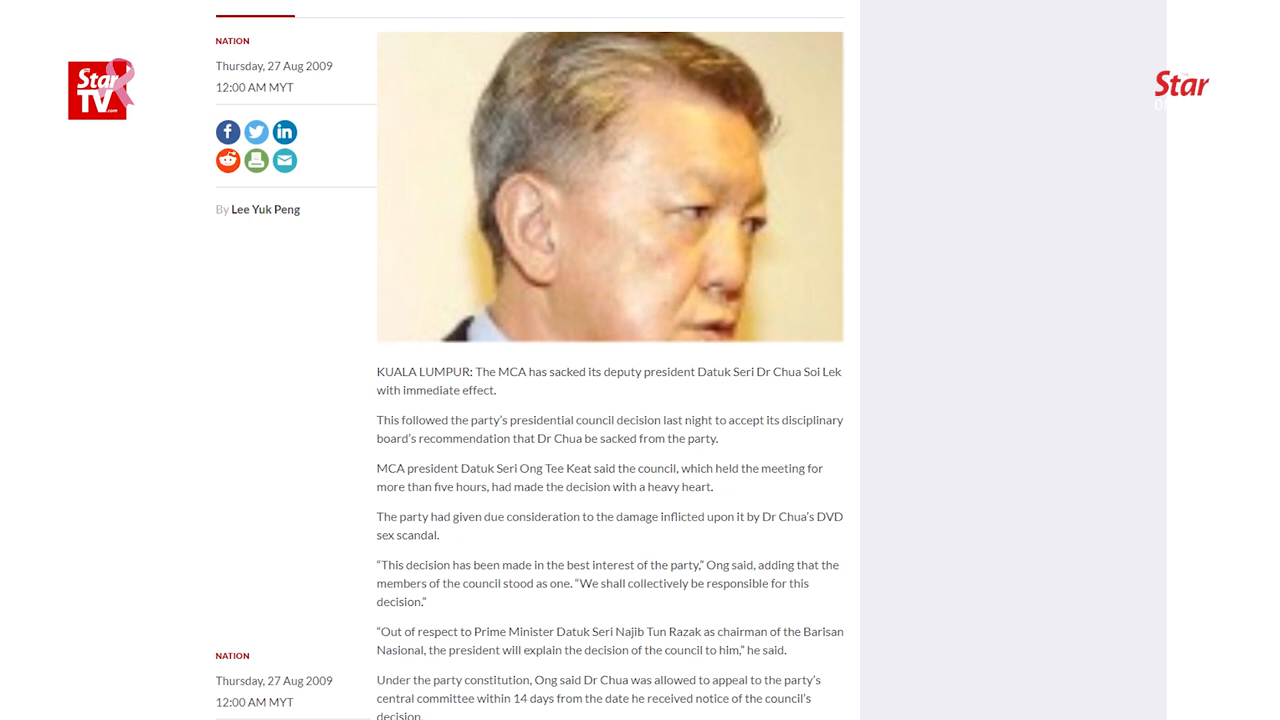 NATION
Thursday, 27 Aug 2009
12:00 AM MYT
Star
TV.com
Star
By Lee Yuk Peng
KUALA LUMPUR: The MCA has sacked its deputy president Datuk Seri Dr Chua Soi Lek
with immediate effect.
This followed the party’s presidential council decision last night to accept its disciplinary
board’s recommendation that Dr Chua be sacked from the party.
MCA president Datuk Seri Ong Tee Keat said the council, which held the meeting for
more than five hours, had made the decision with a heavy heart.
The party had given due consideration to the damage inflicted upon it by Dr Chua’s DVD
sex scandal.
“This decision has been made in the best interest of the party,” Ong said, adding that the
members of the council stood as one. “We shall collectively be responsible for this
decision.”
“Out of respect to Prime Minister Datuk Seri Najib Tun Razak as chairman of the Barisan
Nasional, the president will explain the decision of the council to him,” he said.
NATION
Thursday, 27 Aug 2009
12:00 AM MYT
Under the party constitution, Ong said Dr Chua was allowed to appeal to the party’s
central committee within 14 days from the date he received notice of the council’s
decision.